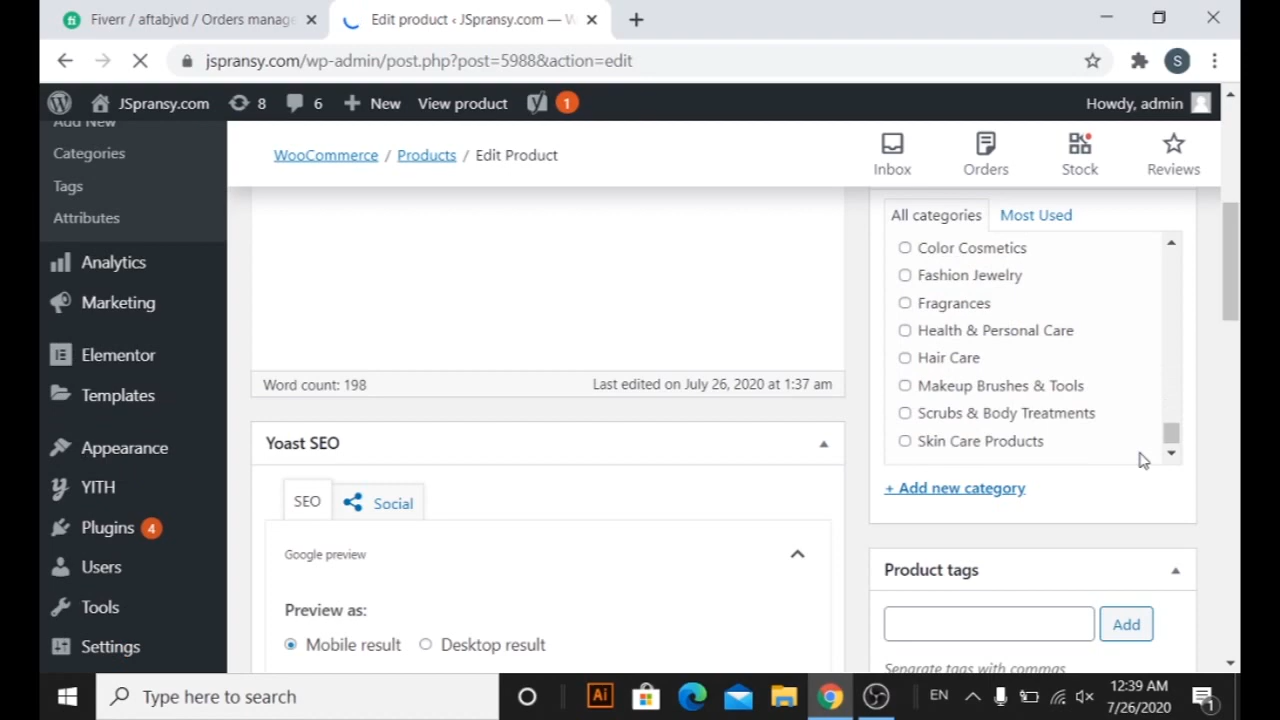 Fiverr / aftabjvd / Orders manage
Edit product ‹ JSpransy.com — W
jspransy.com/wp-admin/post.php?post=5988&action=edit
S
JSpransy.com
8
6
New
View product
1
Howdy, admin
Add New
Categories
Tags
Attributes
Analytics
Marketing
Elementor
Templates
Appearance
YITH
Plugins 4
Users
Tools
Settings
WooCommerce / Products / Edit Product
Inbox
Orders
Stock
Reviews
Word count: 198
Last edited on July 26, 2020 at 1:37 am
Yoast SEO
SEO
Social
Google preview
Preview as:
Mobile result
Desktop result
All categories
Most Used
Color Cosmetics
Fashion Jewelry
Fragrances
Health & Personal Care
Hair Care
Makeup Brushes & Tools
Scrubs & Body Treatments
Skin Care Products
+ Add new category
Product tags
Add
Separate tags with commas
Type here to search
Ai
EN
12:39 AM
7/26/2020
1